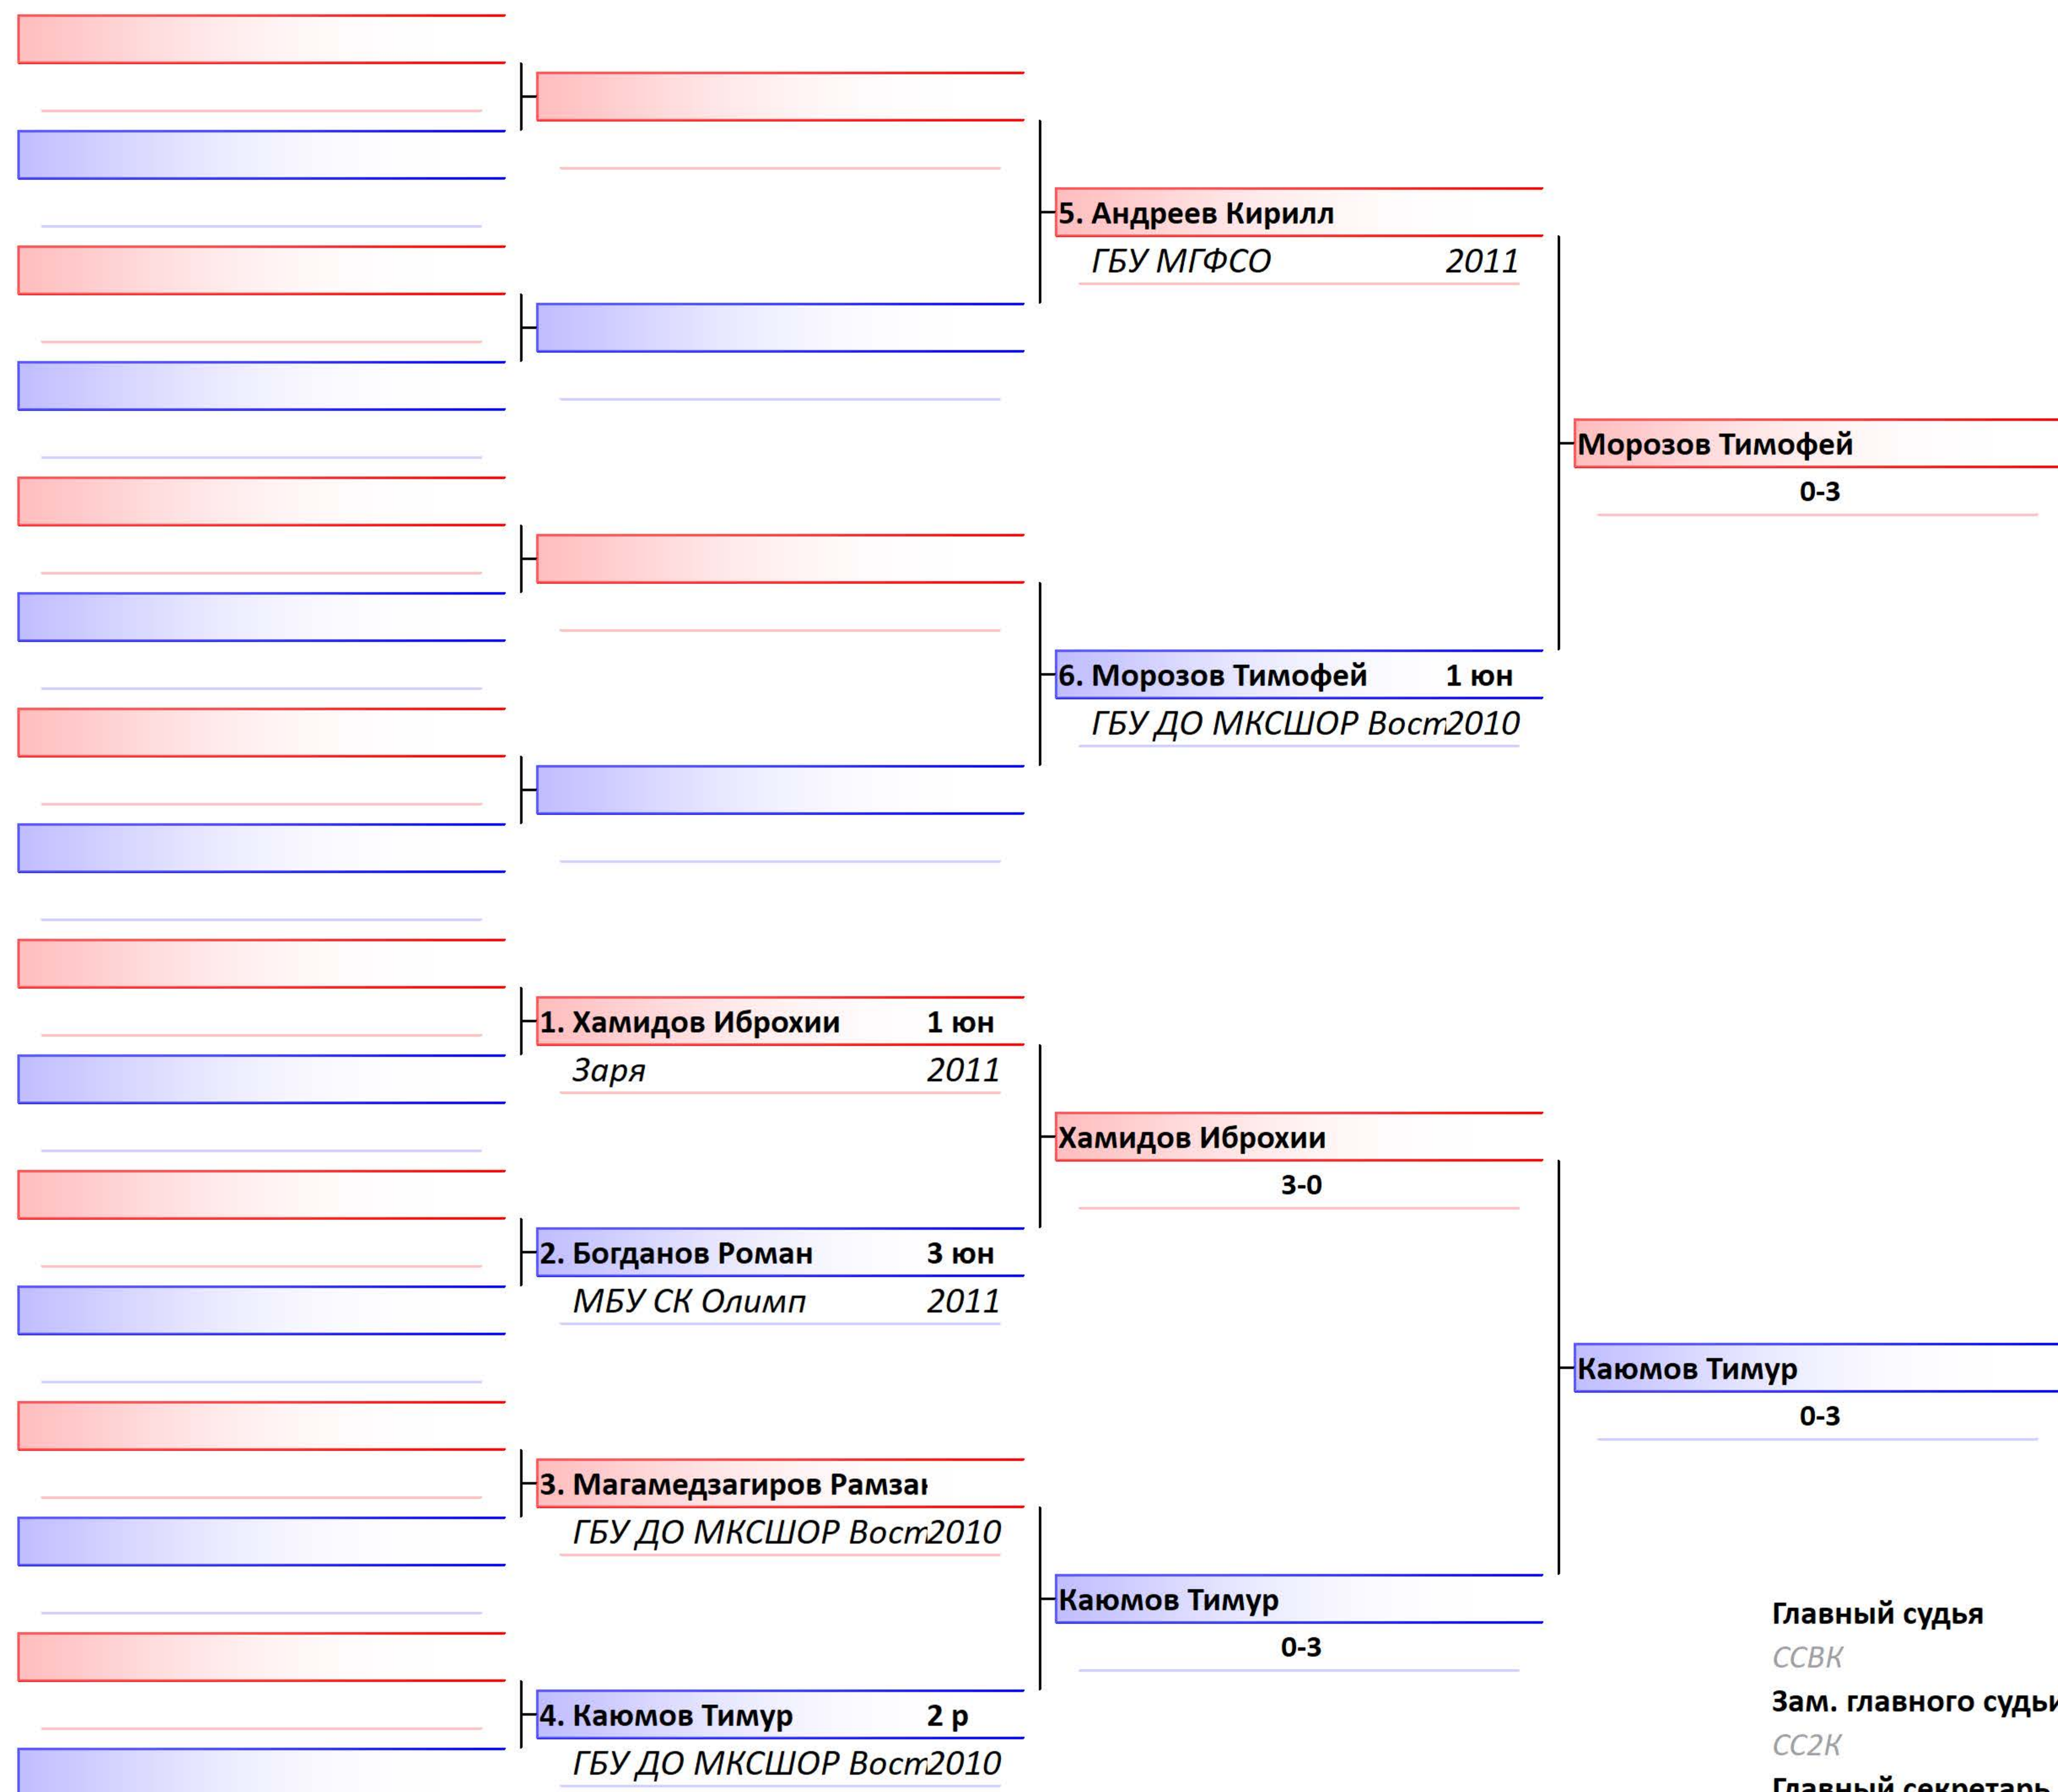 5. Андреев Кирилл
ГБУ МГФСО 2011
Морозов Тимофей
0-3
6. Морозов Тимофей 1 юн
ГБУ ДО МКСШОР Вост 2010
1. Хамидов Иброхии 1 юн
Заря 2011
Хамидов Иброхии
3-0
2. Богданов Роман 3 юн
МБУ СК Олимп 2011
Каюмов Тимур
0-3
3. Магамедзагиров Рамзан
ГБУ ДО МКСШОР Вост 2010
Каюмов Тимур
0-3
4. Каюмов Тимур 2 р
ГБУ ДО МКСШОР Вост 2010
Главный судья
ССВК
Зам. главного судьи
СС2К
Главный секретарь